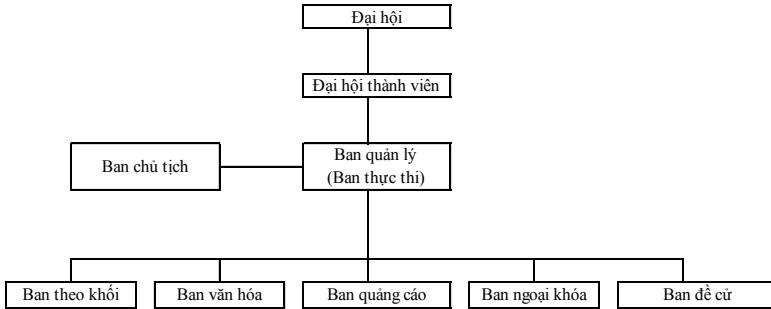 Đại hội
Đại hội thành viên
Ban chủ tịch
Ban quản lý
(Ban thực thi)
Ban theo khối
Ban văn hóa
Ban quảng cáo
Ban ngoại khóa
Ban đề cử